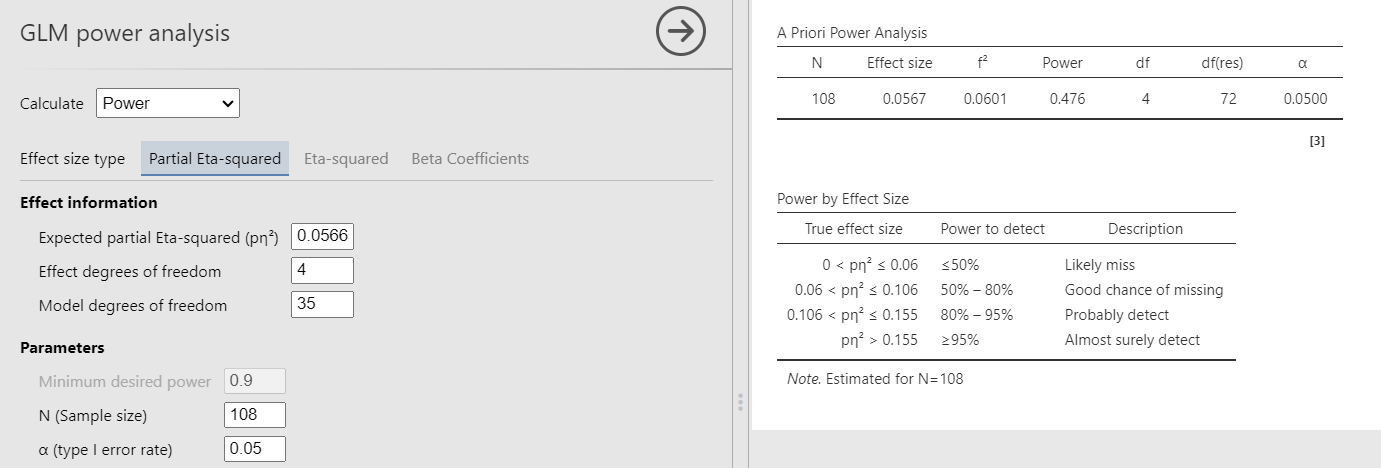 GLM power analysis
Calculate Power
Effect size type Partial Eta-squared Eta-squared Beta Coefficients
Effect information
Expected partial Eta-squared (pη²) 0.0566
Effect degrees of freedom 4
Model degrees of freedom 35
Parameters
Minimum desired power 0.9
N (Sample size) 108
α (type I error rate) 0.05
A Priori Power Analysis
N Effect size f² Power df df(res) α
108 0.0567 0.0601 0.476 4 72 0.0500
[3]
Power by Effect Size
True effect size Power to detect Description
0 < pη² ≤ 0.06 ≤50% Likely miss
0.06 < pη² ≤ 0.106 50% – 80% Good chance of missing
0.106 < pη² ≤ 0.155 80% – 95% Probably detect
pη² > 0.155 ≥95% Almost surely detect
Note. Estimated for N=108